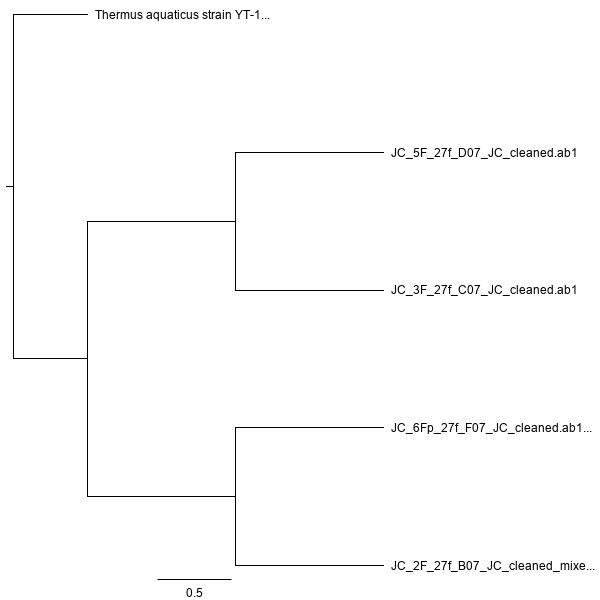 Thermus aquaticus strain YT-1...
JC_5F_27f_D07_JC_cleaned.ab1
JC_3F_27f_C07_JC_cleaned.ab1
JC_6Fp_27f_F07_JC_cleaned.ab1...
JC_2F_27f_B07_JC_cleaned_mixe...
0.5